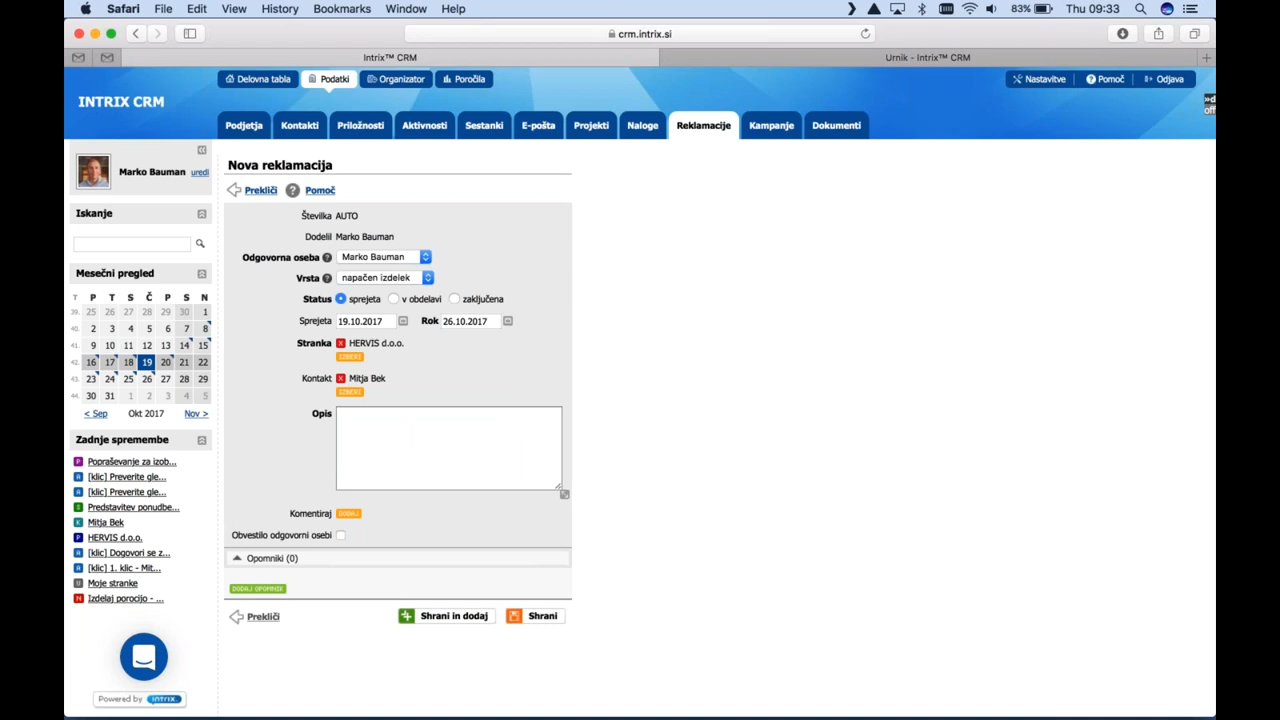 Safari File Edit View History Bookmarks Window Help 83% Thu 09:33
crm.intrix.si
Intrix™ CRM Urnik - Intrix™ CRM
Delovna tabla Podatki Organizator Poročila Nastavitve Pomoč Odjava
INTRIX CRM
Podjetja Kontakti Priložnosti Aktivnosti Sestanki E-pošta Projekti Naloge Reklamacije Kampanje Dokumenti
Marko Bauman uredi
Iskanje
Mesečni pregled
T P T S Č P S N
39. 25 26 27 28 29 30 1
40. 2 3 4 5 6 7 8
41. 9 10 11 12 13 14 15
42. 16 17 18 19 20 21 22
43. 23 24 25 26 27 28 29
44. 30 31 1 2 3 4 5
< Sep Okt 2017 Nov >
Zadnje spremembe
P Popraševanje za izob...
A [klic] Preverite gle...
A [klic] Preverite gle...
S Predstavitev ponudbe...
K Mitja Bek
P HERVIS d.o.o.
A [klic] Dogovori se z...
A [klic] 1. klic - Mit...
U Moje stranke
N Izdelaj porocijo - ...
Powered by INTRIX.
Nova reklamacija
Prekliči ? Pomoč
Številka AUTO
Dodelil Marko Bauman
Odgovorna oseba ? Marko Bauman
Vrsta ? napačen izdelek
Status sprejeta v obdelavi zaključena
Sprejeta 19.10.2017 Rok 26.10.2017
Stranka X HERVIS d.o.o.
IZBERI
Kontakt X Mitja Bek
IZBERI
Opis
Komentiraj DODAJ
Obvestilo odgovorni osebi
Opomniki (0)
DODAJ OPOMNIK
Prekliči Shrani in dodaj Shrani